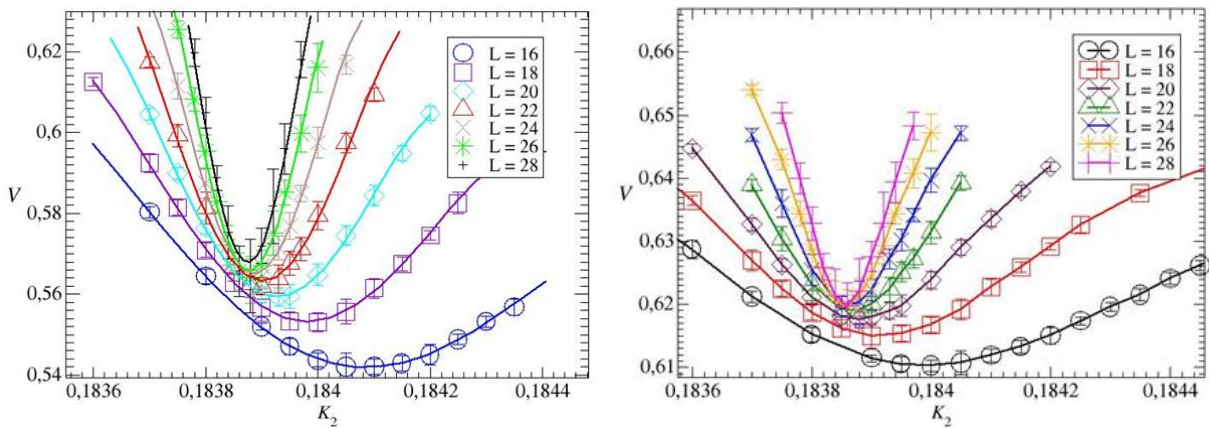 0,62
0,6
V
0,58
0,56
0,54
0,1836
0,1838
0,184
0,1842
0,1844
K2
L = 16
L = 18
L = 20
L = 22
L = 24
L = 26
L = 28
0,66
0,65
V
0,64
0,63
0,62
0,61
0,1836
0,1838
0,184
0,1842
0,1844
K2
L = 16
L = 18
L = 20
L = 22
L = 24
L = 26
L = 28